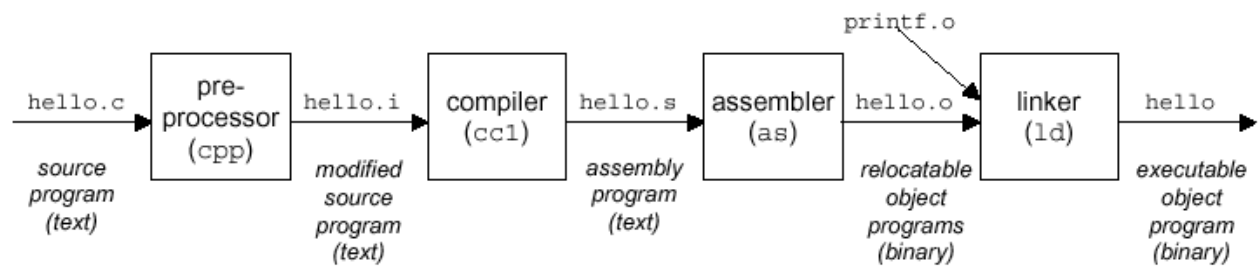 printf.o
hello.c
pre-
processor
(cpp)
hello.i
compiler
(cc1)
hello.s
assembler
(as)
hello.o
linker
(ld)
hello
source
program
(text)
modified
source
program
(text)
assembly
program
(text)
relocatable
object
programs
(binary)
executable
object
program
(binary)